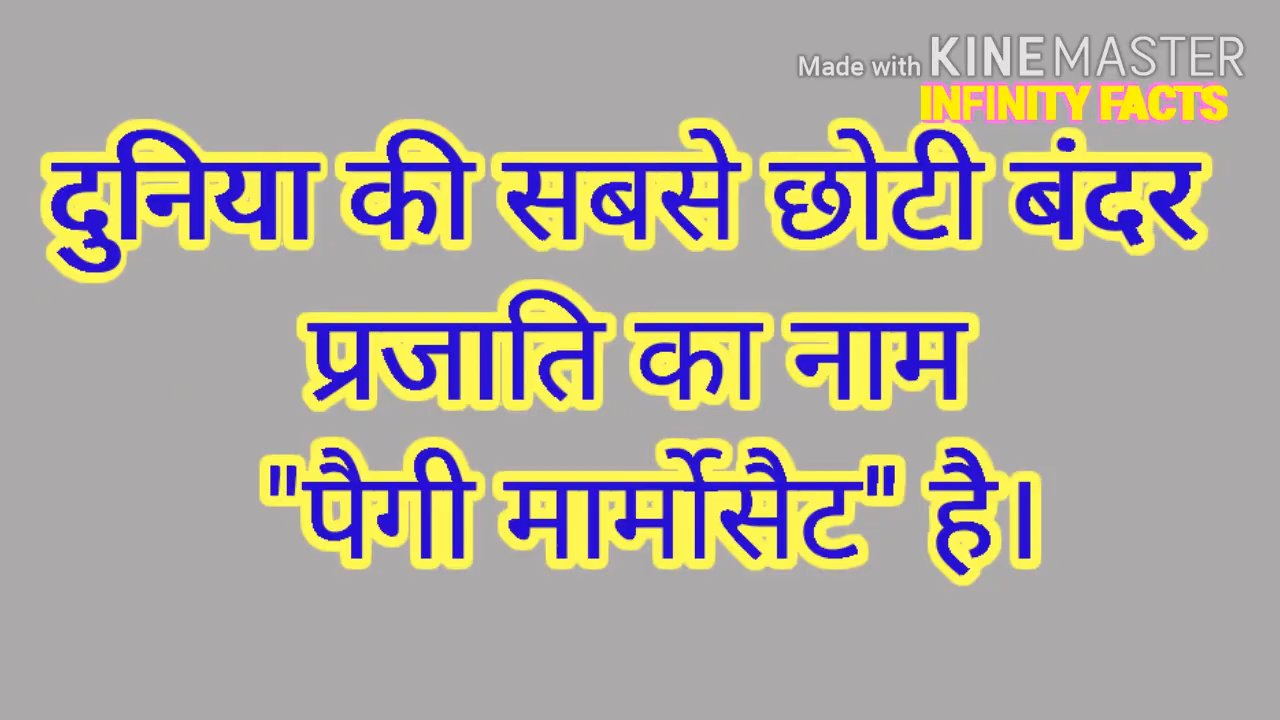 Made with KINEMASTER
INFINITY FACTS
दुनिया की सबसे छोटी बंदर
प्रजाति का नाम
"पैगी मार्मोसैट" है।